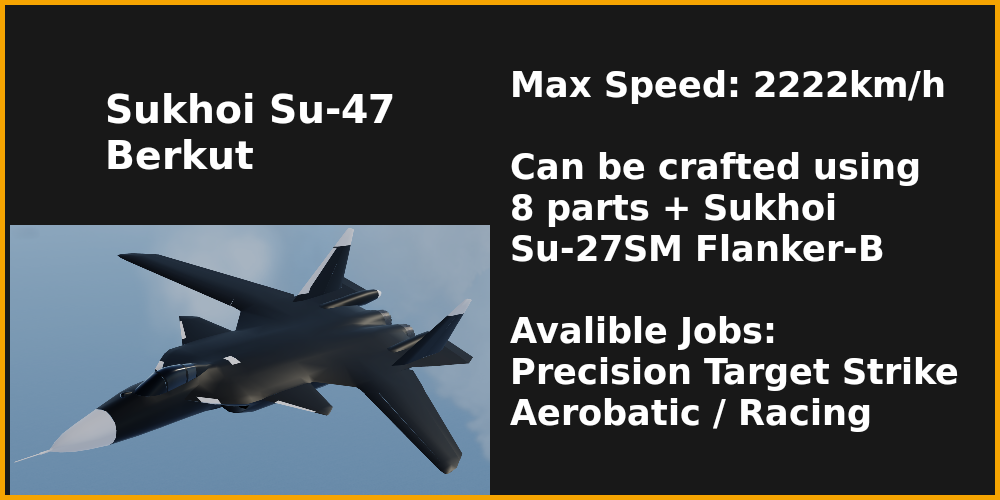 Sukhoi Su-47
Berkut
Max Speed: 2222km/h
Can be crafted using
8 parts + Sukhoi
Su-27SM Flanker-B
Avalible Jobs:
Precision Target Strike
Aerobatic / Racing